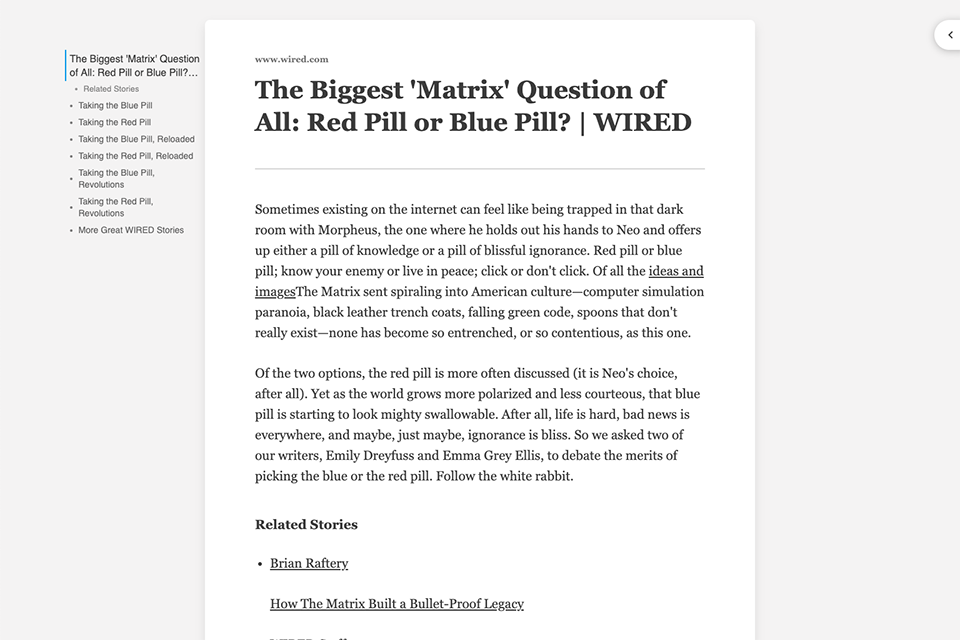 The Biggest 'Matrix' Question
of All: Red Pill or Blue Pill?...
• Related Stories
• Taking the Blue Pill
• Taking the Red Pill
• Taking the Blue Pill, Reloaded
• Taking the Red Pill, Reloaded
• Taking the Blue Pill,
Revolutions
• Taking the Red Pill,
Revolutions
• More Great WIRED Stories
www.wired.com
The Biggest 'Matrix' Question of
All: Red Pill or Blue Pill? | WIRED
Sometimes existing on the internet can feel like being trapped in that dark
room with Morpheus, the one where he holds out his hands to Neo and offers
up either a pill of knowledge or a pill of blissful ignorance. Red pill or blue
pill; know your enemy or live in peace; click or don't click. Of all the ideas and
imagesThe Matrix sent spiraling into American culture—computer simulation
paranoia, black leather trench coats, falling green code, spoons that don't
really exist—none has become so entrenched, or so contentious, as this one.
Of the two options, the red pill is more often discussed (it is Neo's choice,
after all). Yet as the world grows more polarized and less courteous, that blue
pill is starting to look mighty swallowable. After all, life is hard, bad news is
everywhere, and maybe, just maybe, ignorance is bliss. So we asked two of
our writers, Emily Dreyfuss and Emma Grey Ellis, to debate the merits of
picking the blue or the red pill. Follow the white rabbit.
Related Stories
• Brian Raftery
How The Matrix Built a Bullet-Proof Legacy